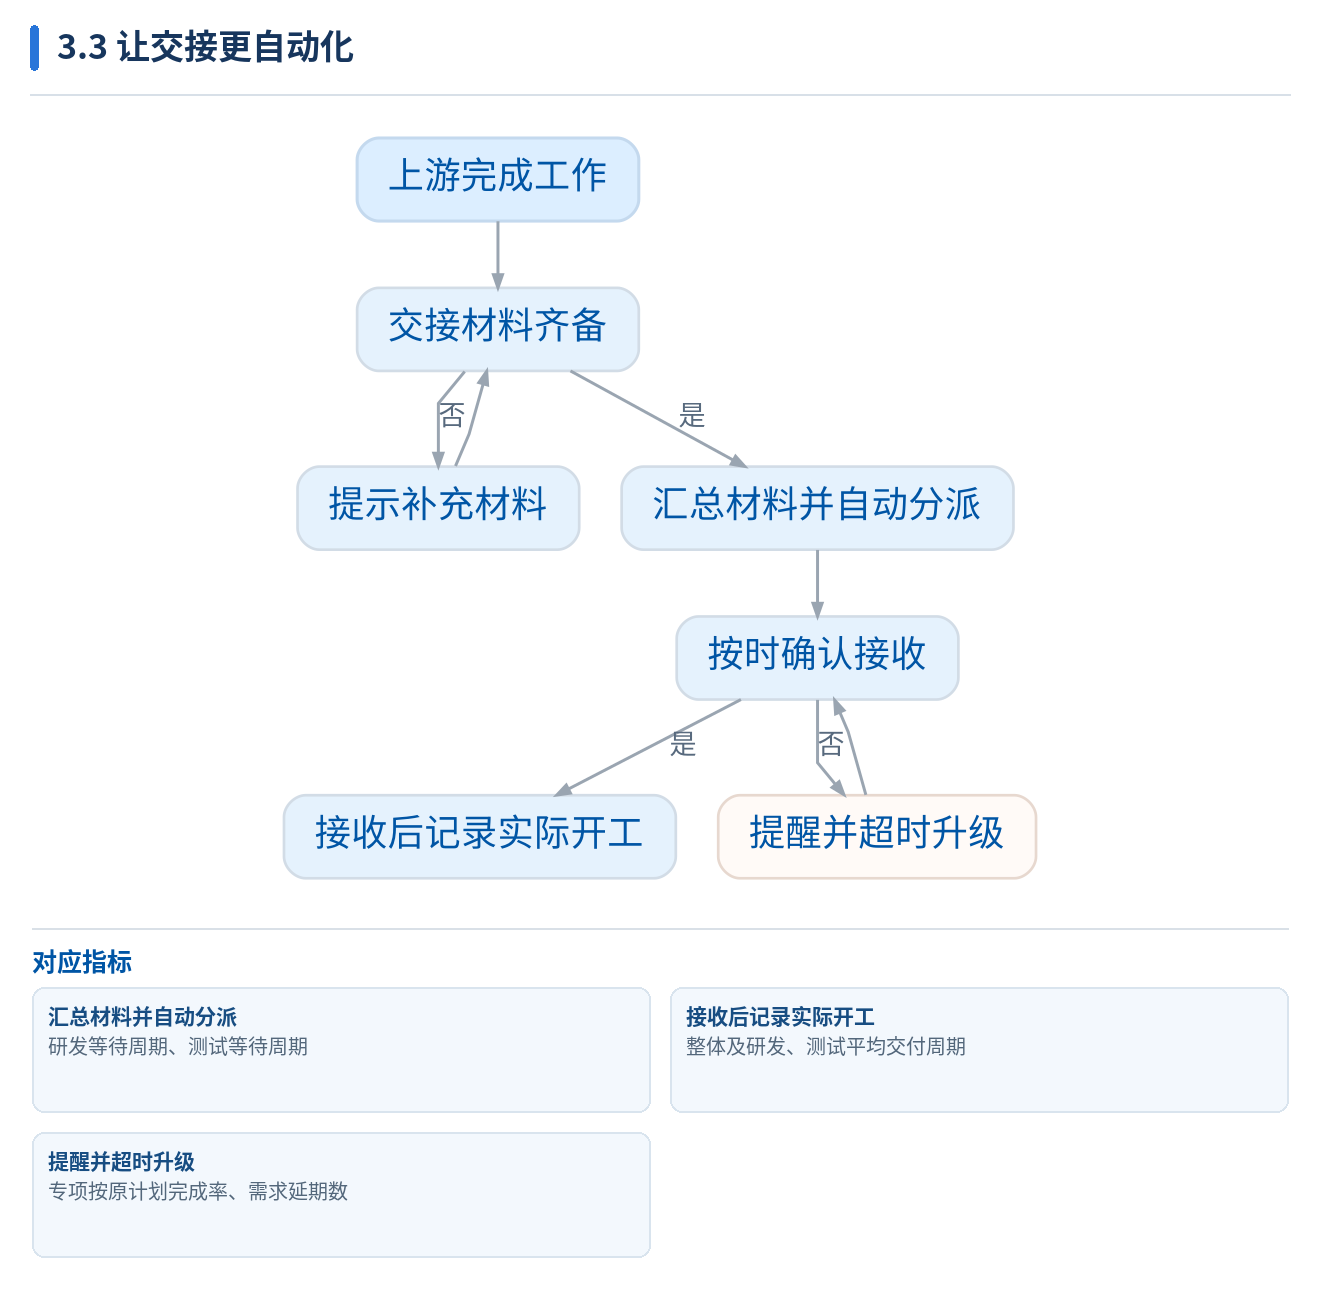 3.3 让交接更自动化
上游完成工作
交接材料齐备
否
是
提示补充材料
汇总材料并自动分派
按时确认接收
是
否
接收后记录实际开工
提醒并超时升级
对应指标
汇总材料并自动分派
研发等待周期、测试等待周期
接收后记录实际开工
整体及研发、测试平均交付周期
提醒并超时升级
专项按原计划完成率、需求延期数